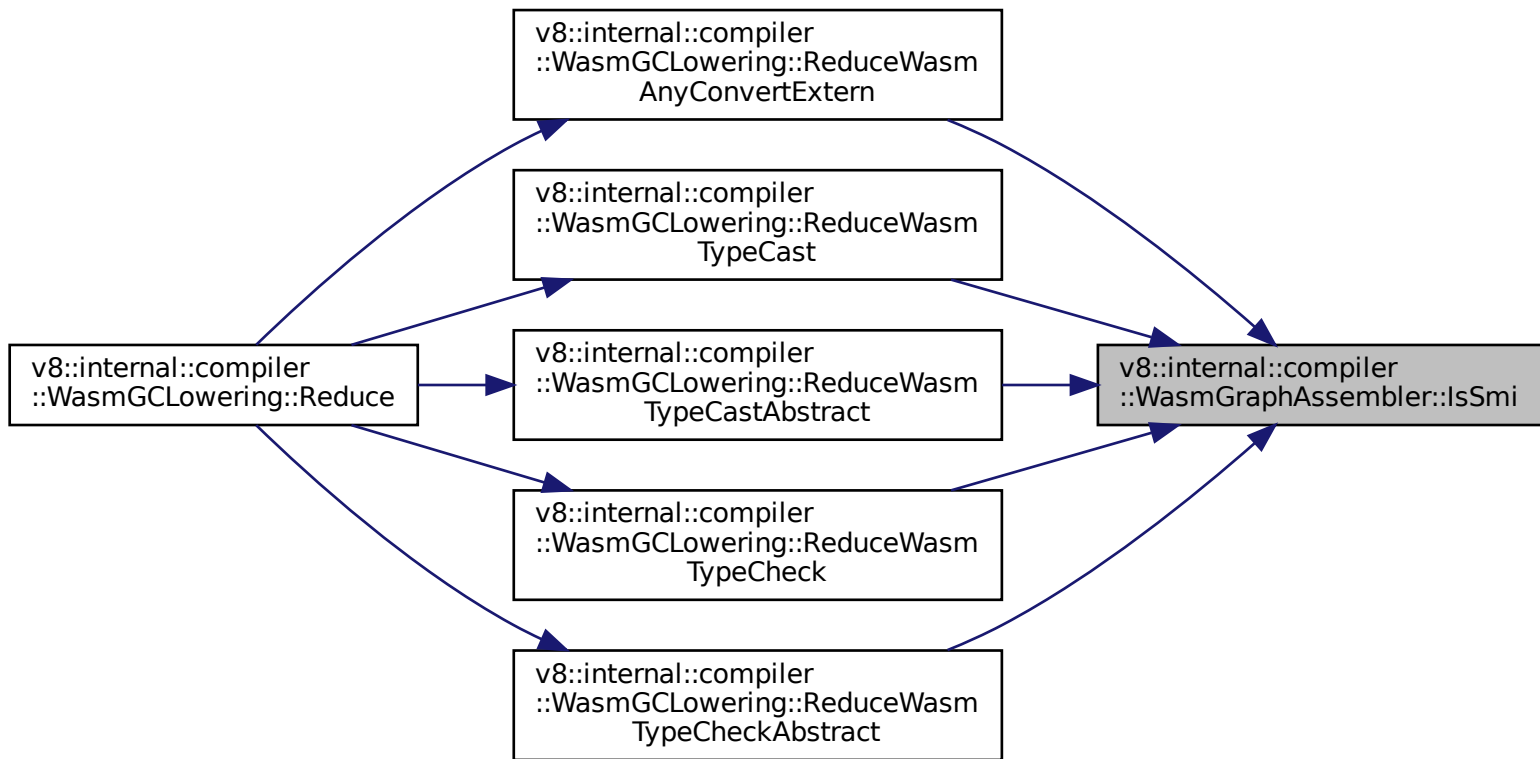 v8::internal::compiler
::WasmGCLowering::ReduceWasm
AnyConvertExtern
v8::internal::compiler
::WasmGCLowering::ReduceWasm
TypeCast
v8::internal::compiler
::WasmGCLowering::Reduce
v8::internal::compiler
::WasmGCLowering::ReduceWasm
TypeCastAbstract
v8::internal::compiler
::WasmGraphAssembler::IsSmi
v8::internal::compiler
::WasmGCLowering::ReduceWasm
TypeCheck
v8::internal::compiler
::WasmGCLowering::ReduceWasm
TypeCheckAbstract